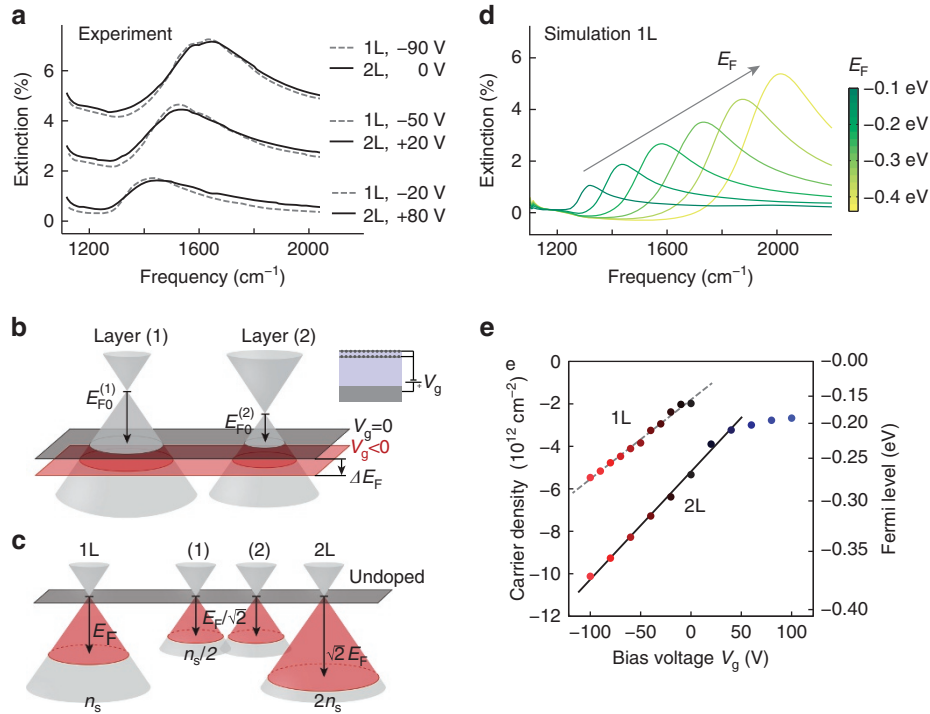 a
Experiment
Extinction (%)
6
4
2
0
1L, −90 V
2L, 0 V
1L, −50 V
2L, +20 V
1L, −20 V
2L, +80 V
1200
1600
2000
Frequency (cm⁻¹)
d
Simulation 1L
Extinction (%)
6
4
2
0
E_F
1200
1600
2000
Frequency (cm⁻¹)
E_F
−0.1 eV
−0.2 eV
−0.3 eV
−0.4 eV
b
Layer (1)
Layer (2)
E_F0^(1)
E_F0^(2)
V_g
V_g=0
V_g<0
ΔE_F
c
1L
(1)
(2)
2L
Undoped
E_F
E_F/√2
√2 E_F
n_s
n_s/2
2n_s
e
Carrier density (10¹² cm⁻²) e
0
−2
−4
−6
−8
−10
−12
1L
2L
−0.00
−0.15
−0.20
−0.25
−0.30
−0.35
−0.40
Fermi level (eV)
−100
−50
0
50
100
Bias voltage V_g (V)